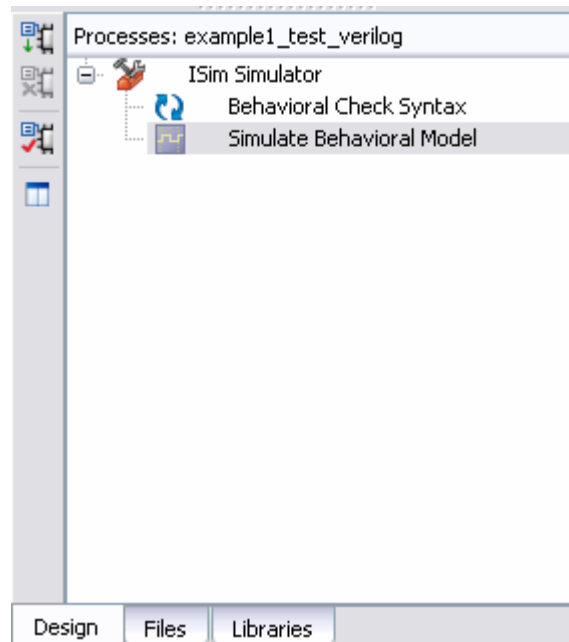 Processes: example1_test_verilog
ISim Simulator
Behavioral Check Syntax
Simulate Behavioral Model
Design Files Libraries